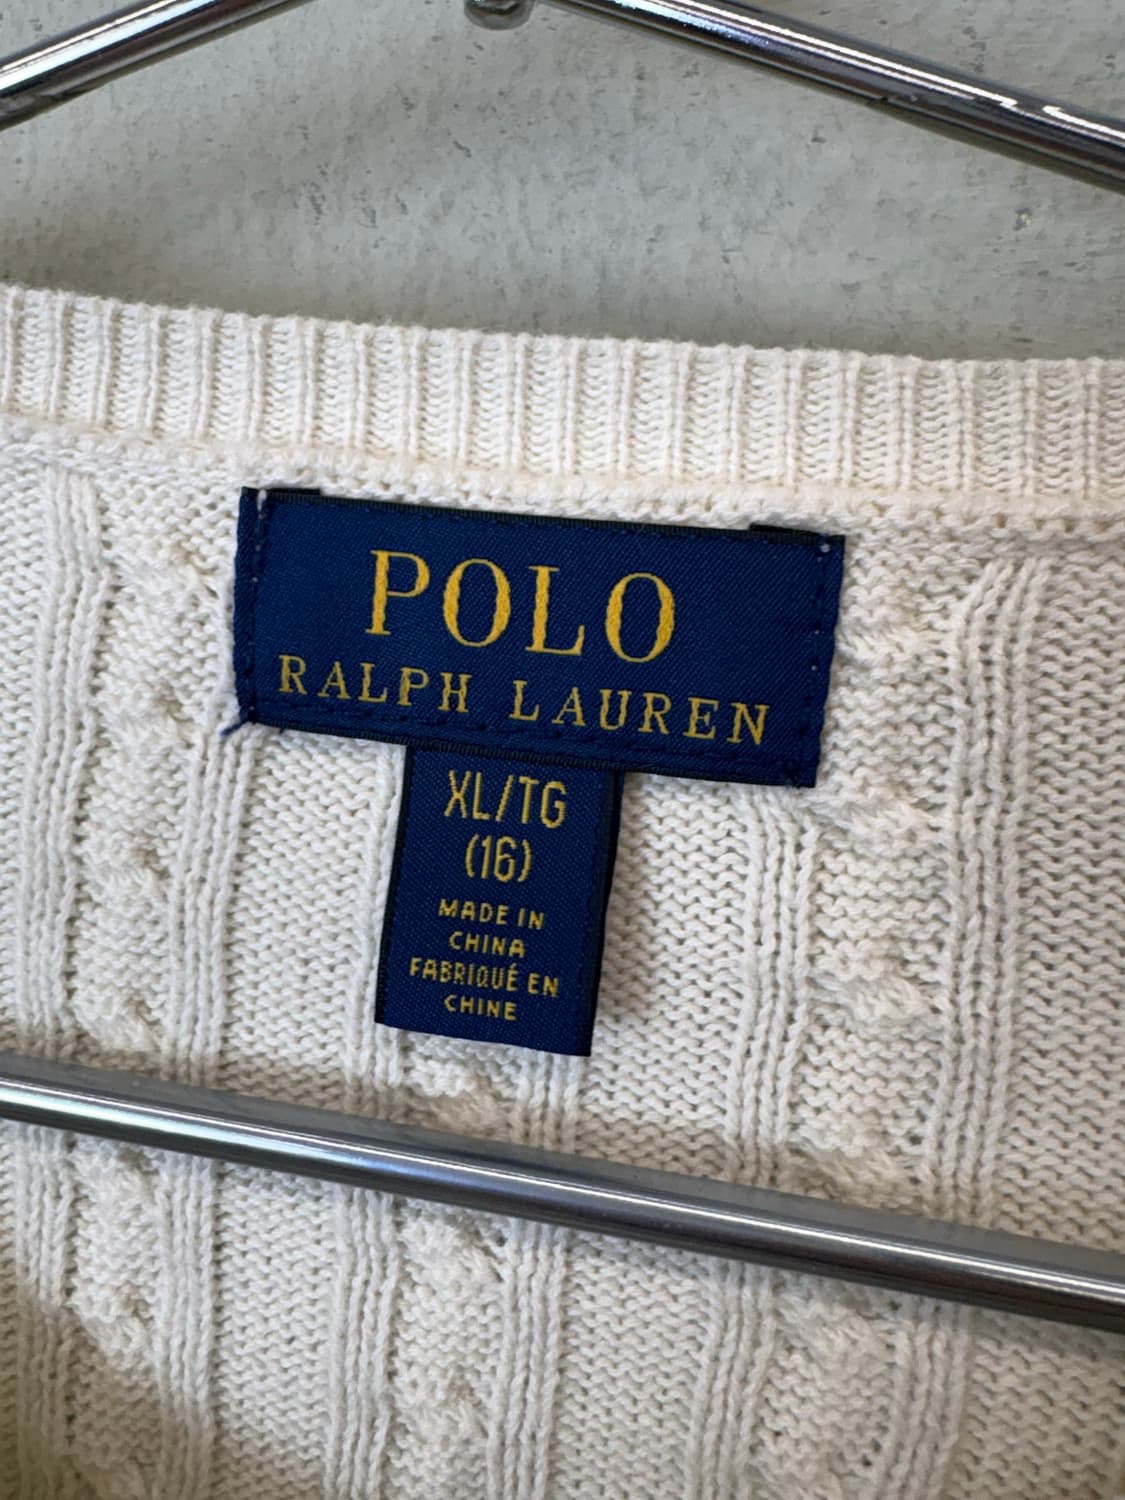 POLO
RALPH LAUREN
XL/TG
(16)
MADE IN
CHINA
FABRIQUÉ EN
CHINE